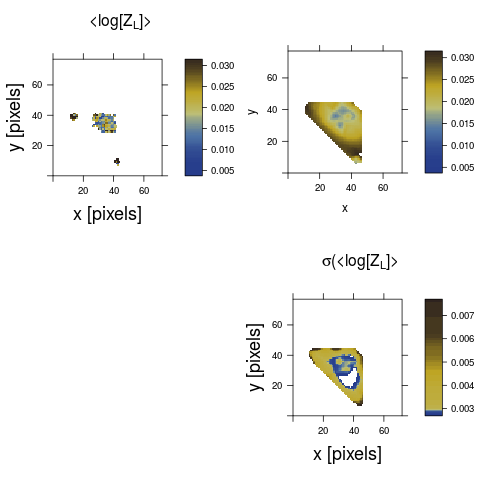 <log[Z_L]>
y [pixels]
60
40
20
20 40 60
x [pixels]
0.030
0.025
0.020
0.015
0.010
0.005
y
60
40
20
20 40 60
x
0.030
0.025
0.020
0.015
0.010
0.005
σ(<log[Z_L]>
y [pixels]
60
40
20
20 40 60
x [pixels]
0.007
0.006
0.005
0.004
0.003